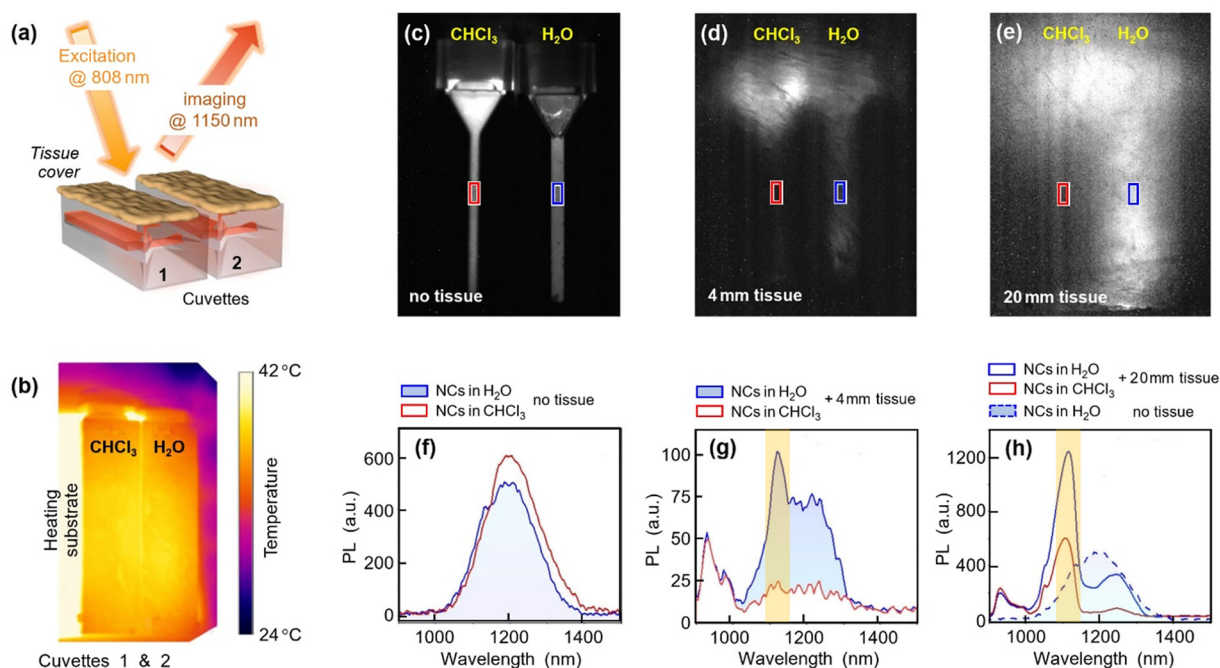 (a)
Excitation
@ 808 nm
imaging
@ 1150 nm
Tissue
cover
1
2
Cuvettes
(b)
CHCl₃
H₂O
Heating
substrate
42 °C
Temperature
24 °C
Cuvettes 1 & 2
(c)
CHCl₃
H₂O
no tissue
(d)
CHCl₃
H₂O
4 mm tissue
(e)
CHCl₃
H₂O
20 mm tissue
NCs in H₂O
NCs in CHCl₃
no tissue
(f)
PL (a.u.)
600
400
200
0
1000 1200 1400
Wavelength (nm)
NCs in H₂O
NCs in CHCl₃
+ 4 mm tissue
(g)
PL (a.u.)
100
75
50
25
0
1000 1200 1400
Wavelength (nm)
NCs in H₂O
NCs in CHCl₃
+ 20 mm tissue
NCs in H₂O
no tissue
(h)
PL (a.u.)
1200
800
400
0
1000 1200 1400
Wavelength (nm)